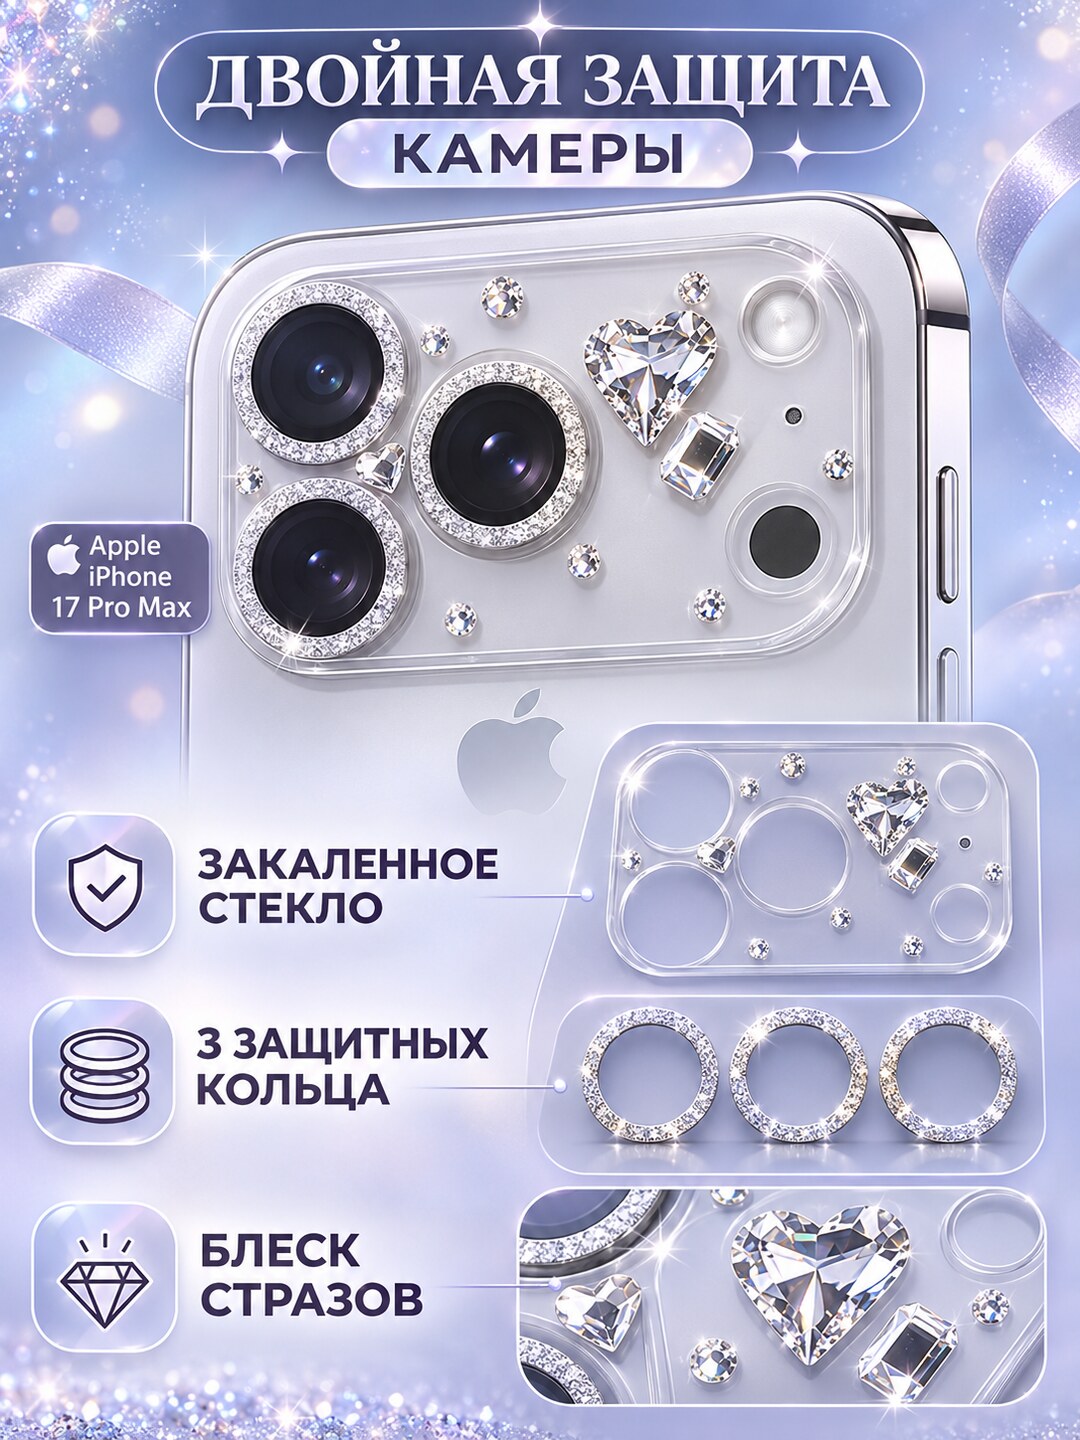 ДВОЙНАЯ ЗАЩИТА
КАМЕРЫ
Apple
iPhone
17 Pro Max
ЗАКАЛЕННОЕ
СТЕКЛО
3 ЗАЩИТНЫХ
КОЛЬЦА
БЛЕСК
СТРАЗОВ